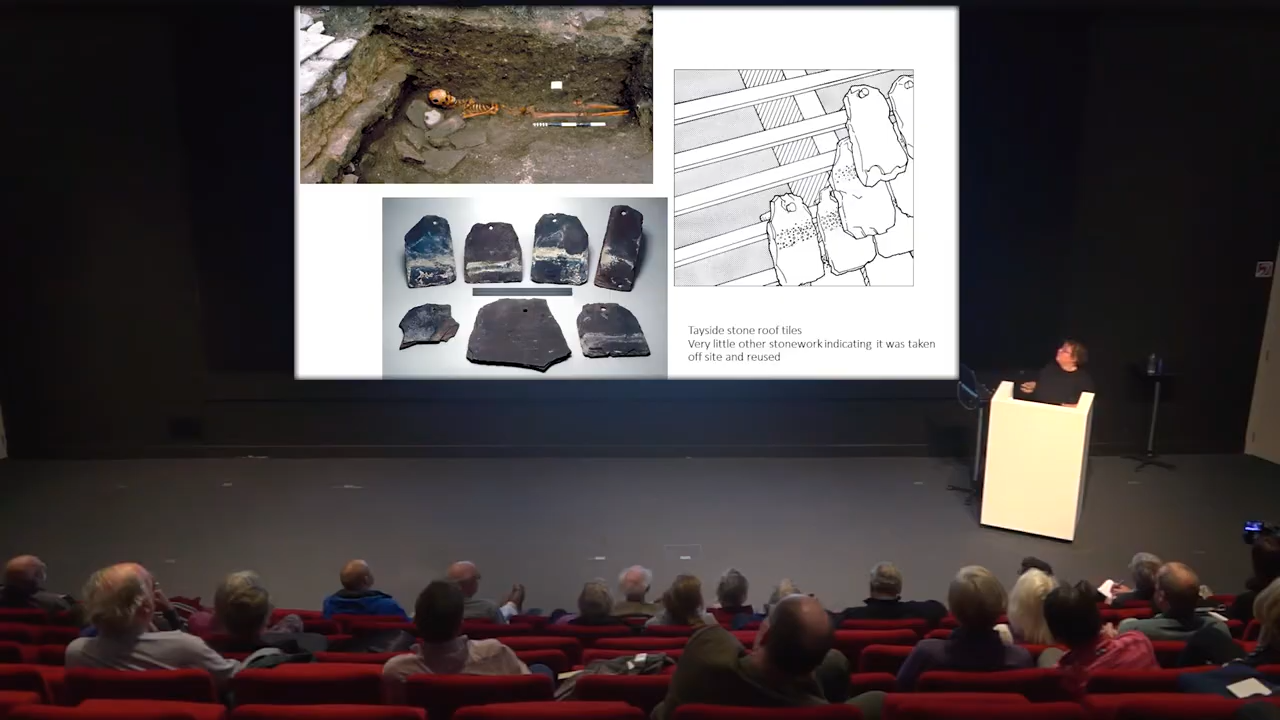 Tayside stone roof tiles
Very little other stonework indicating it was taken
off site and reused